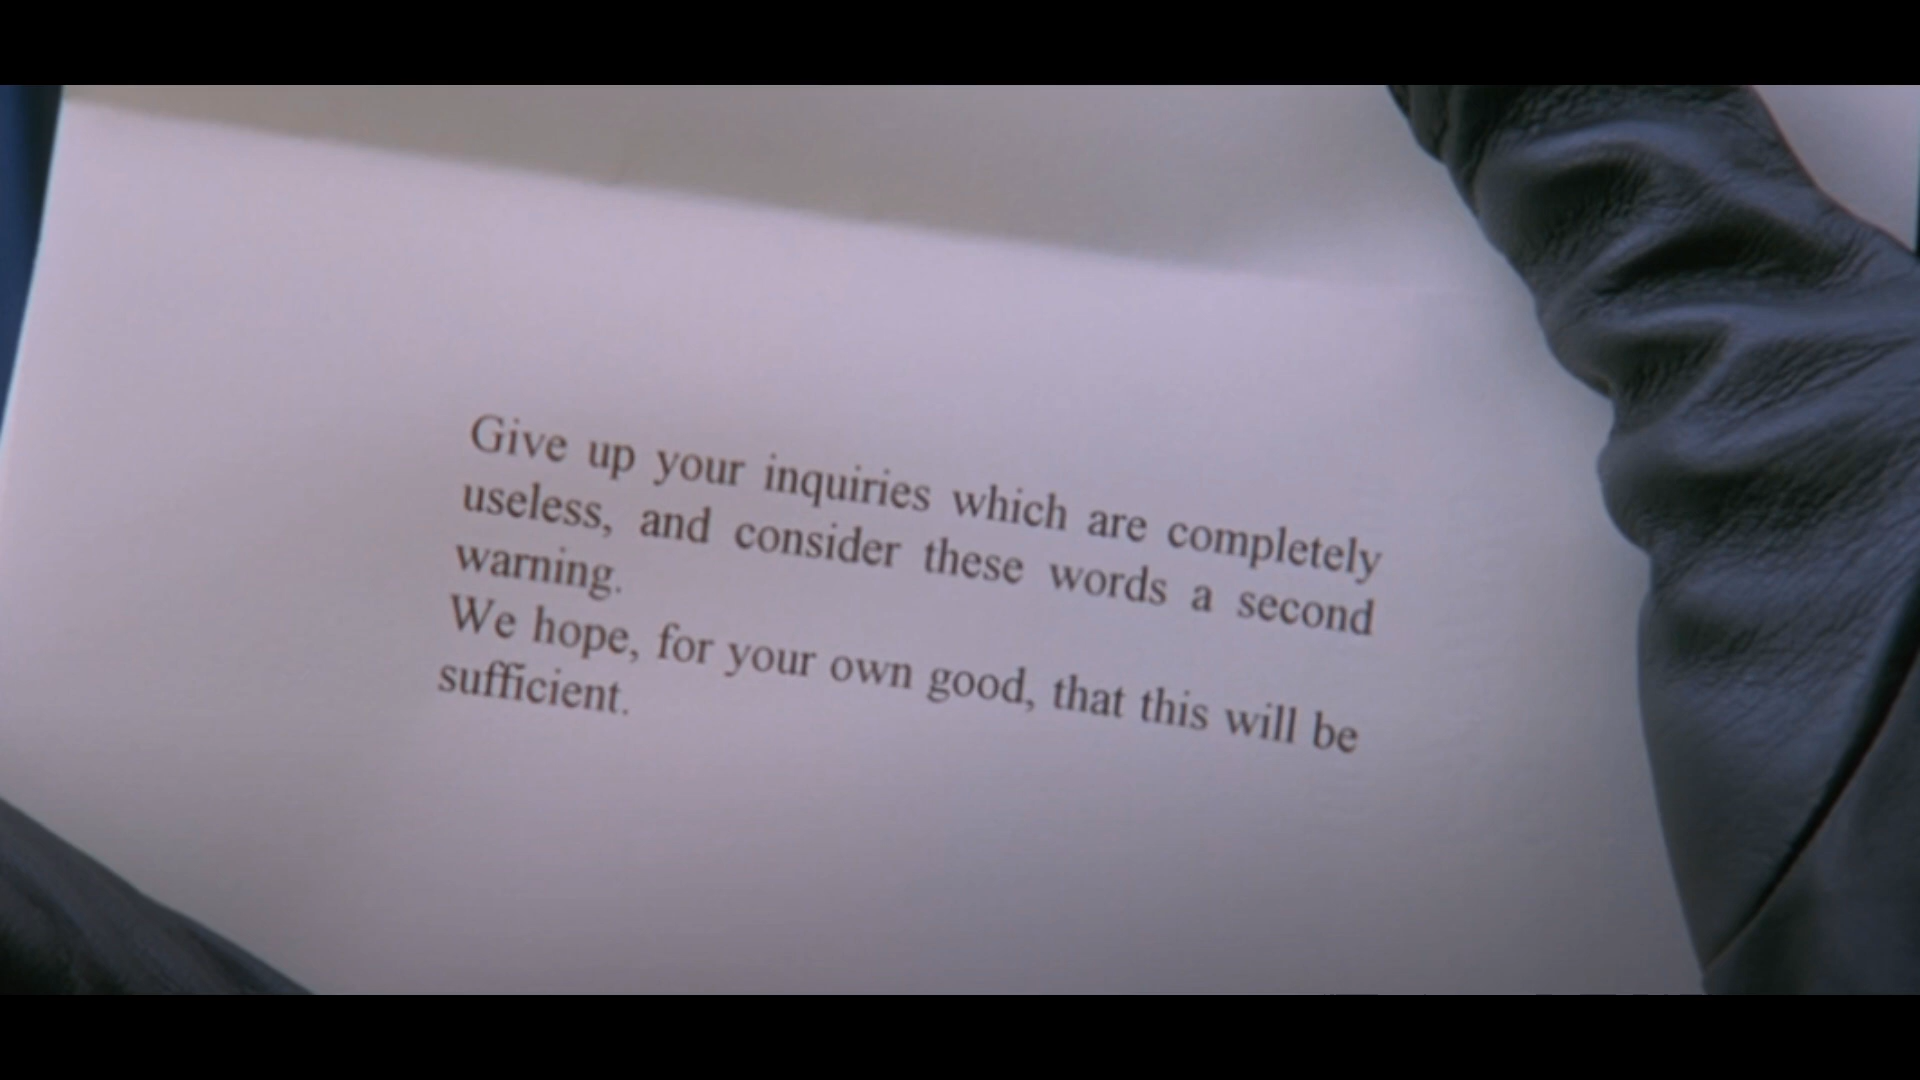 Give up your inquiries which are completely
useless, and consider these words a second
warning.
We hope, for your own good, that this will be
sufficient.